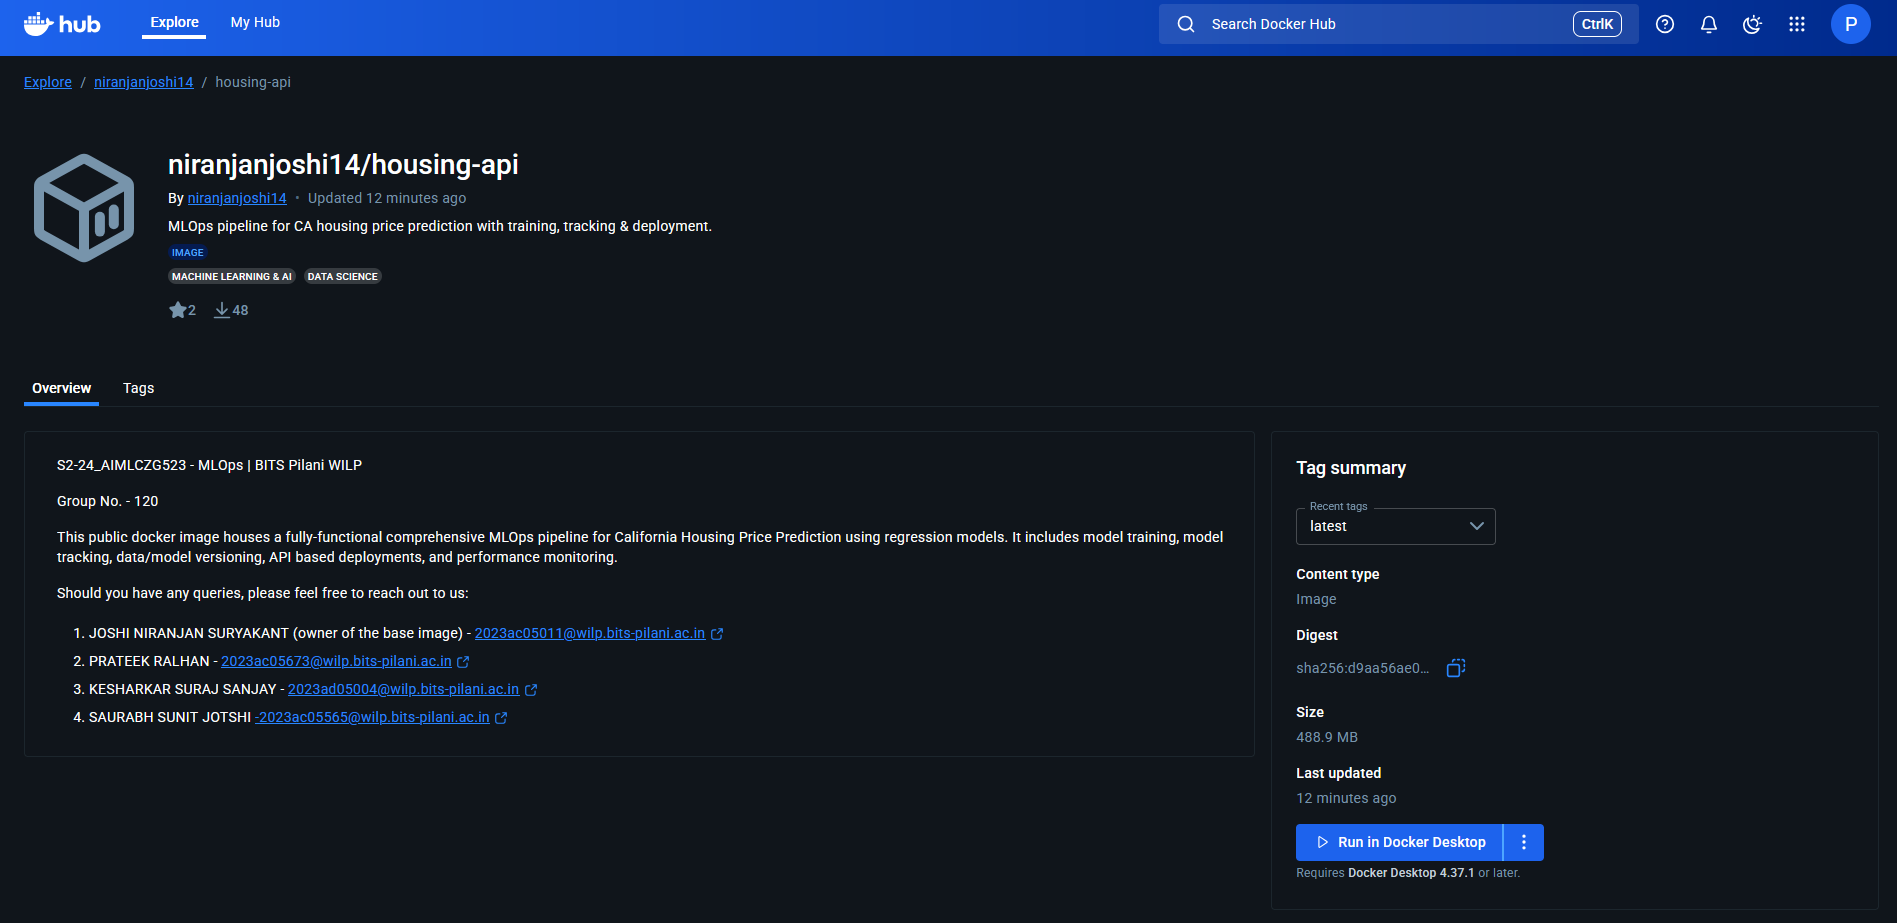 hub
Explore
My Hub
Search Docker Hub
CtrlK
P
Explore / niranjanjoshi14 / housing-api
niranjanjoshi14/housing-api
By niranjanjoshi14 • Updated 12 minutes ago
MLOps pipeline for CA housing price prediction with training, tracking & deployment.
IMAGE
MACHINE LEARNING & AI DATA SCIENCE
2 48
Overview Tags
S2-24_AIMLCZG523 - MLOps | BITS Pilani WILP
Group No. - 120
This public docker image houses a fully-functional comprehensive MLOps pipeline for California Housing Price Prediction using regression models. It includes model training, model
tracking, data/model versioning, API based deployments, and performance monitoring.
Should you have any queries, please feel free to reach out to us:
1. JOSHI NIRANJAN SURYAKANT (owner of the base image) - 2023ac05011@wilp.bits-pilani.ac.in
2. PRATEEK RALHAN - 2023ac05673@wilp.bits-pilani.ac.in
3. KESHARKAR SURAJ SANJAY - 2023ad05004@wilp.bits-pilani.ac.in
4. SAURABH SUNIT JOTSHI -2023ac05565@wilp.bits-pilani.ac.in
Tag summary
Recent tags
latest
Content type
Image
Digest
sha256:d9aa56ae0...
Size
488.9 MB
Last updated
12 minutes ago
Run in Docker Desktop
Requires Docker Desktop 4.37.1 or later.